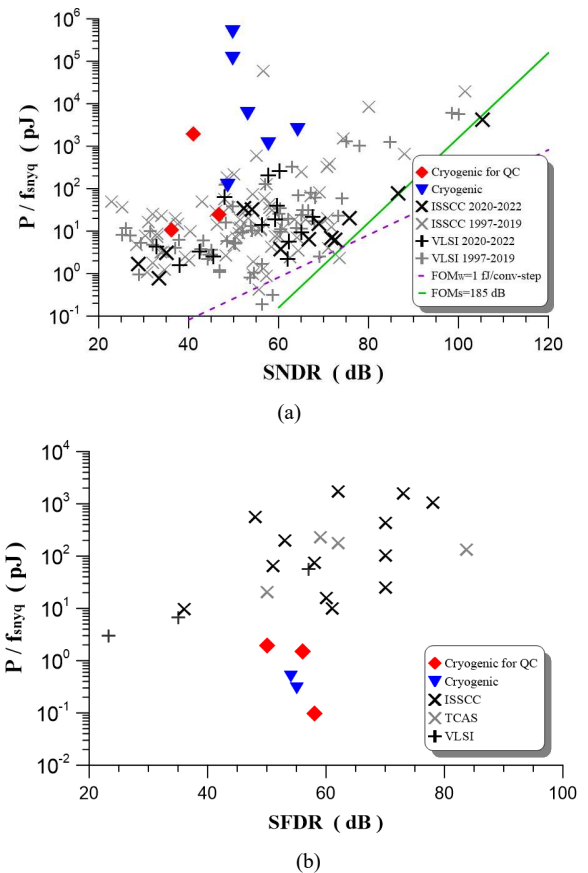 (a)
10^6
10^5
10^4
10^3
10^2
10^1
10^0
10^-1
P / fsnyq ( pJ )
20 40 60 80 100 120
SNDR ( dB )
Cryogenic for QC
Cryogenic
ISSCC 2020-2022
ISSCC 1997-2019
VLSI 2020-2022
VLSI 1997-2019
FOMw=1 fJ/conv-step
FOMs=185 dB
(a)
10^4
10^3
10^2
10^1
10^0
10^-1
10^-2
P / fsnyq ( pJ )
20 40 60 80 100
SFDR ( dB )
Cryogenic for QC
Cryogenic
ISSCC
TCAS
VLSI
(b)